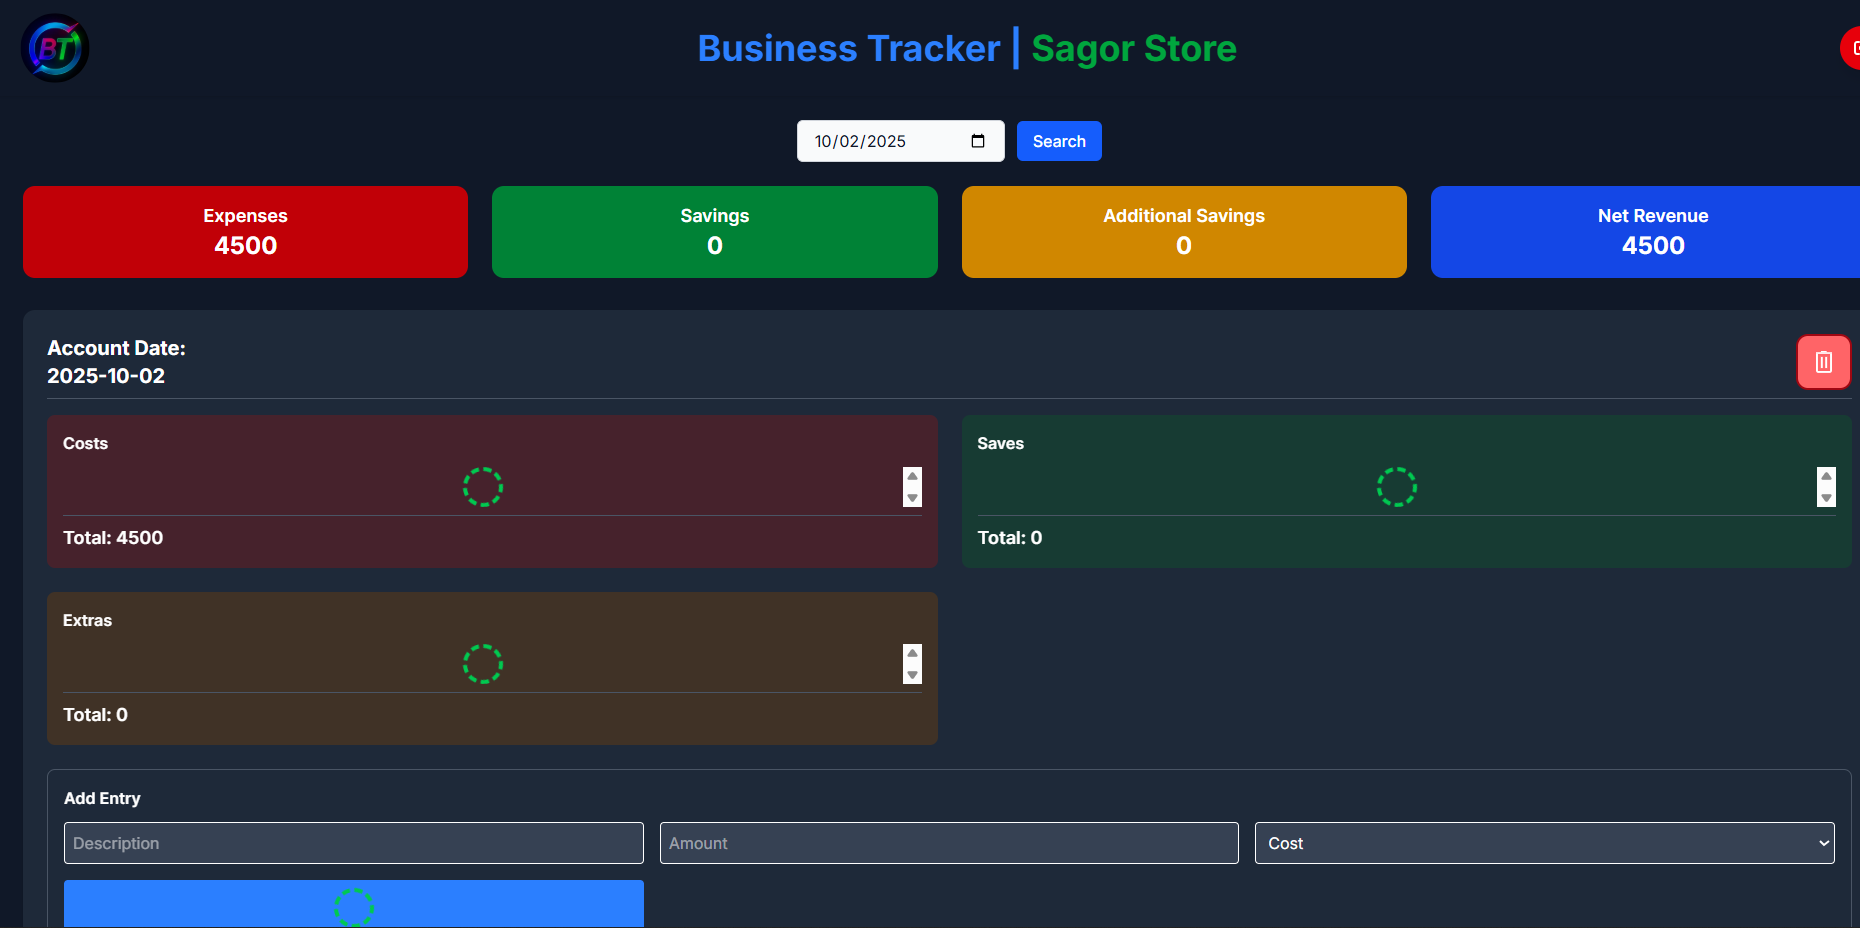 BT
Business Tracker | Sagor Store
10/02/2025
Search
Expenses
4500
Savings
0
Additional Savings
0
Net Revenue
4500
Account Date:
2025-10-02
Costs
Total: 4500
Saves
Total: 0
Extras
Total: 0
Add Entry
Description
Amount
Cost